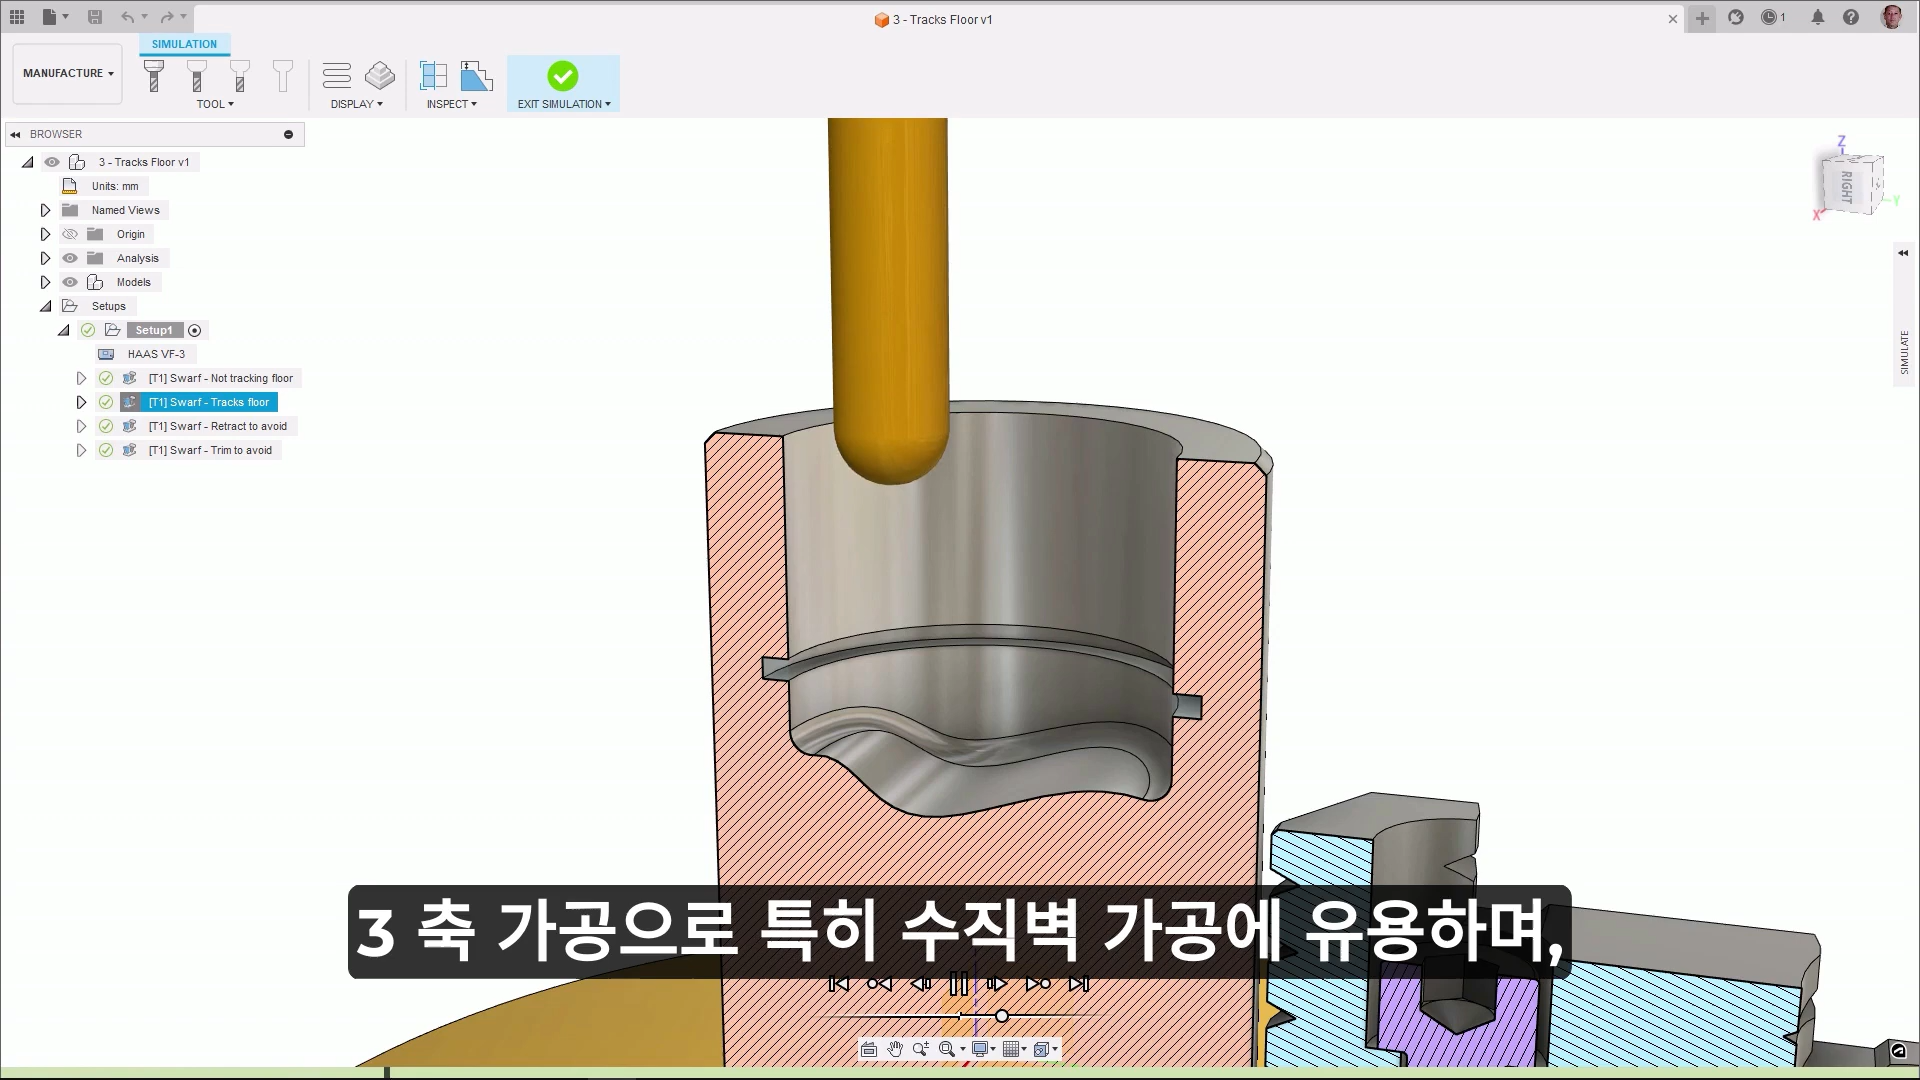 3 - Tracks Floor v1
1
SIMULATION
MANUFACTURE
TOOL
DISPLAY
INSPECT
EXIT SIMULATION
BROWSER
3 - Tracks Floor v1
Units: mm
Named Views
Origin
Analysis
Models
Setups
Setup1
HAAS VF-3
[T1] Swarf - Not tracking floor
[T1] Swarf - Tracks floor
[T1] Swarf - Retract to avoid
[T1] Swarf - Trim to avoid
Z
RIGHT
X
Y
SIMULATE
3 축 가공으로 특히 수직벽 가공에 유용하며,